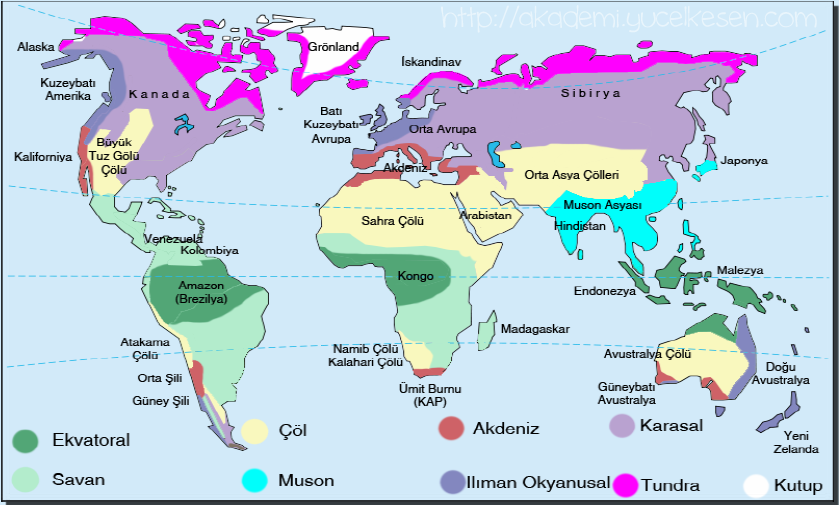 http://akademi.yucelkesen.com
Alaska
Grönland
İskandinav
Kuzeybatı
Amerika
Kanada
Sibirya
Batı
Kuzeybatı
Avrupa
Orta Avrupa
Büyük
Tuz Gölü
Çölü
Kaliforniya
Akdeniz
Orta Asya Çölleri
Japonya
Sahra Çölü
Arabistan
Muson Asyası
Hindistan
Venezuela
Kolombiya
Amazon
(Brezilya)
Kongo
Malezya
Endonezya
Madagaskar
Atakama
Çölü
Namib Çölü
Kalahari Çölü
Avustralya Çölü
Doğu
Avustralya
Orta Şili
Güney Şili
Ümit Burnu
(KAP)
Güneybatı
Avustralya
Yeni
Zelanda
Ekvatoral
Çöl
Akdeniz
Karasal
Savan
Muson
Ilıman Okyanusal
Tundra
Kutup